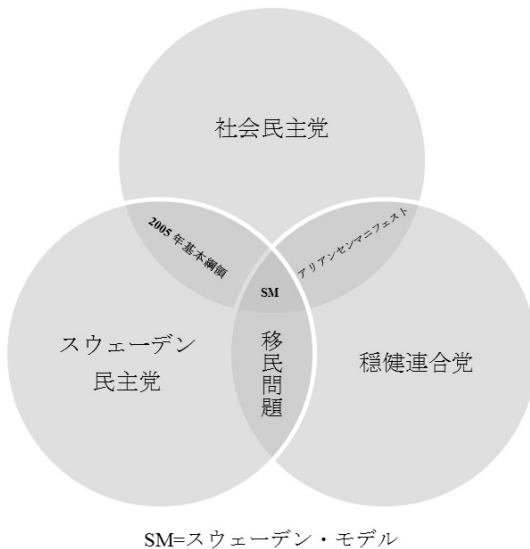 社会民主党
2005年基本綱領
アリアンセンマニフェスト
SM
スウェーデン
民主党
移民問題
穏健連合党
SM=スウェーデン・モデル